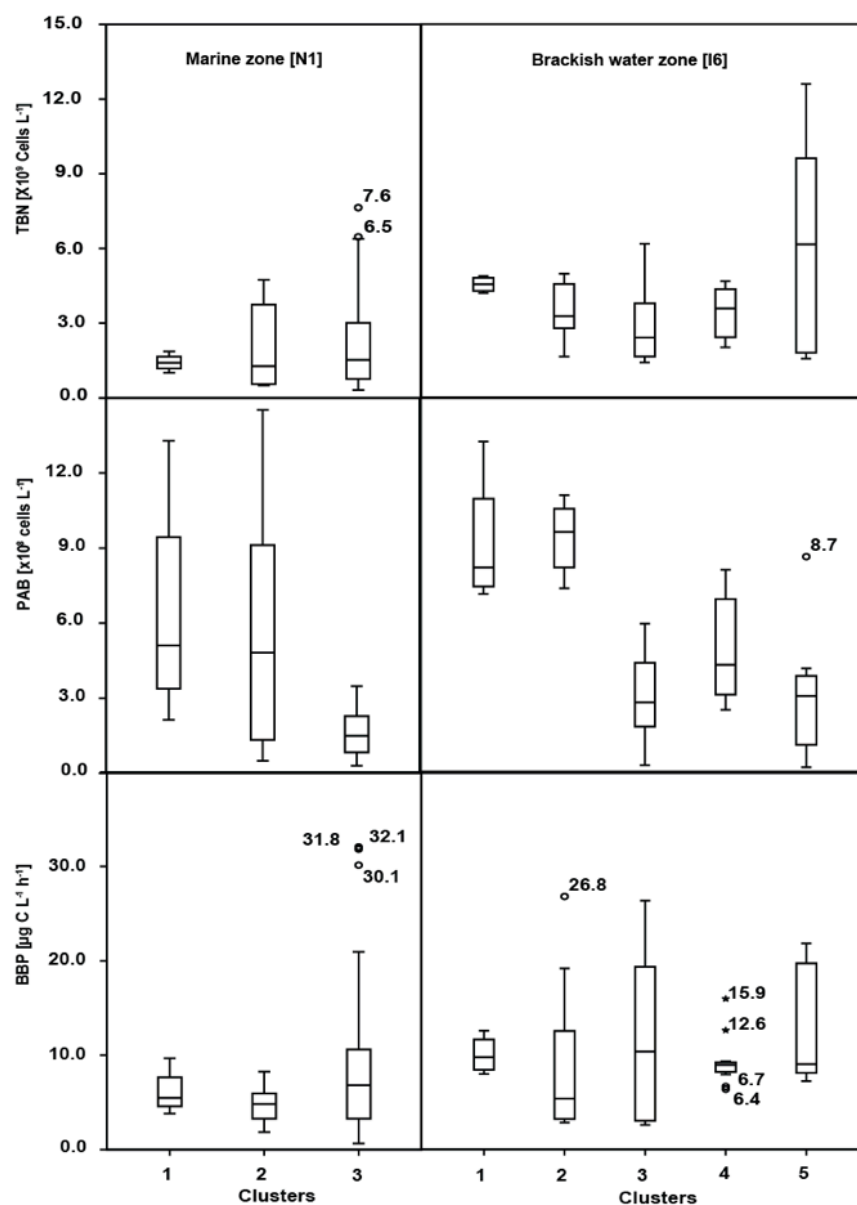 Marine zone [N1]
Brackish water zone [I6]
TBN [X10⁹ Cells L⁻¹]
15.0
12.0
9.0
6.0
3.0
0.0
7.6
6.5
PAB [x10⁸ cells L⁻¹]
12.0
9.0
6.0
3.0
0.0
8.7
BBP [µg C L⁻¹ h⁻¹]
30.0
20.0
10.0
0.0
31.8 32.1
30.1
26.8
15.9
12.6
6.7
6.4
1 2 3
Clusters
1 2 3 4 5
Clusters